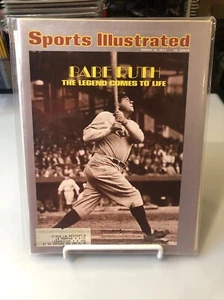 Sports Illustrated
BABE RUTH
THE LEGEND COMES TO LIFE